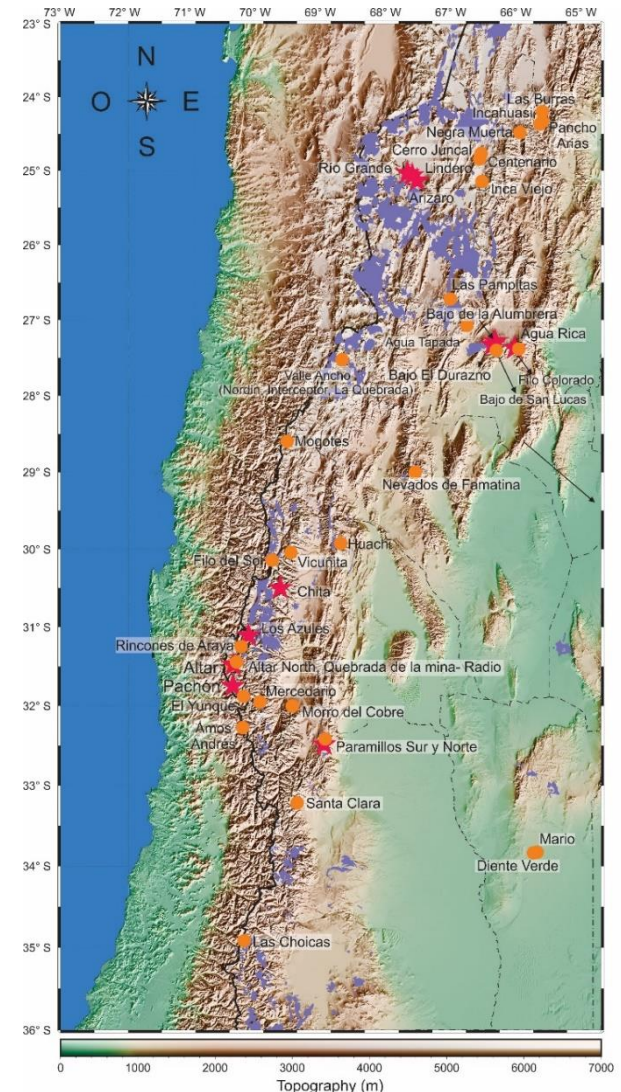 73° W 72° W 71° W 70° W 69° W 68° W 67° W 66° W 65° W
23° S
N
24° S
O E
Las Burras
Incahuasi
Negra Muerta
Pancho
Arias
S
Cerro Juncal
Centenario
25° S
Rio Grande
Lindero
Arizaro
Inca Viejo
26° S
Las Pampitas
27° S
Bajo de la Alumbrera
Agua Tapada
Agua Rica
Valle Ancho
(Nordin, Interceptor, La Quebrada)
Bajo El Durazno
Filo Colorado
28° S
Bajo de San Lucas
Mogotes
29° S
Nevados de Famatina
30° S
Huachi
Filo del Sol
Vicuñita
Chita
31° S
Los Azules
Rincones de Araya
Altar
Altar North, Quebrada de la mina- Radio
Pachón
Mercedario
32° S
El Yunque
Morro del Cobre
Amos
Andres
Paramillos Sur y Norte
33° S
Santa Clara
Mario
34° S
Diente Verde
35° S
Las Choicas
36° S
0 1000 2000 3000 4000 5000 6000 7000
Topography (m)